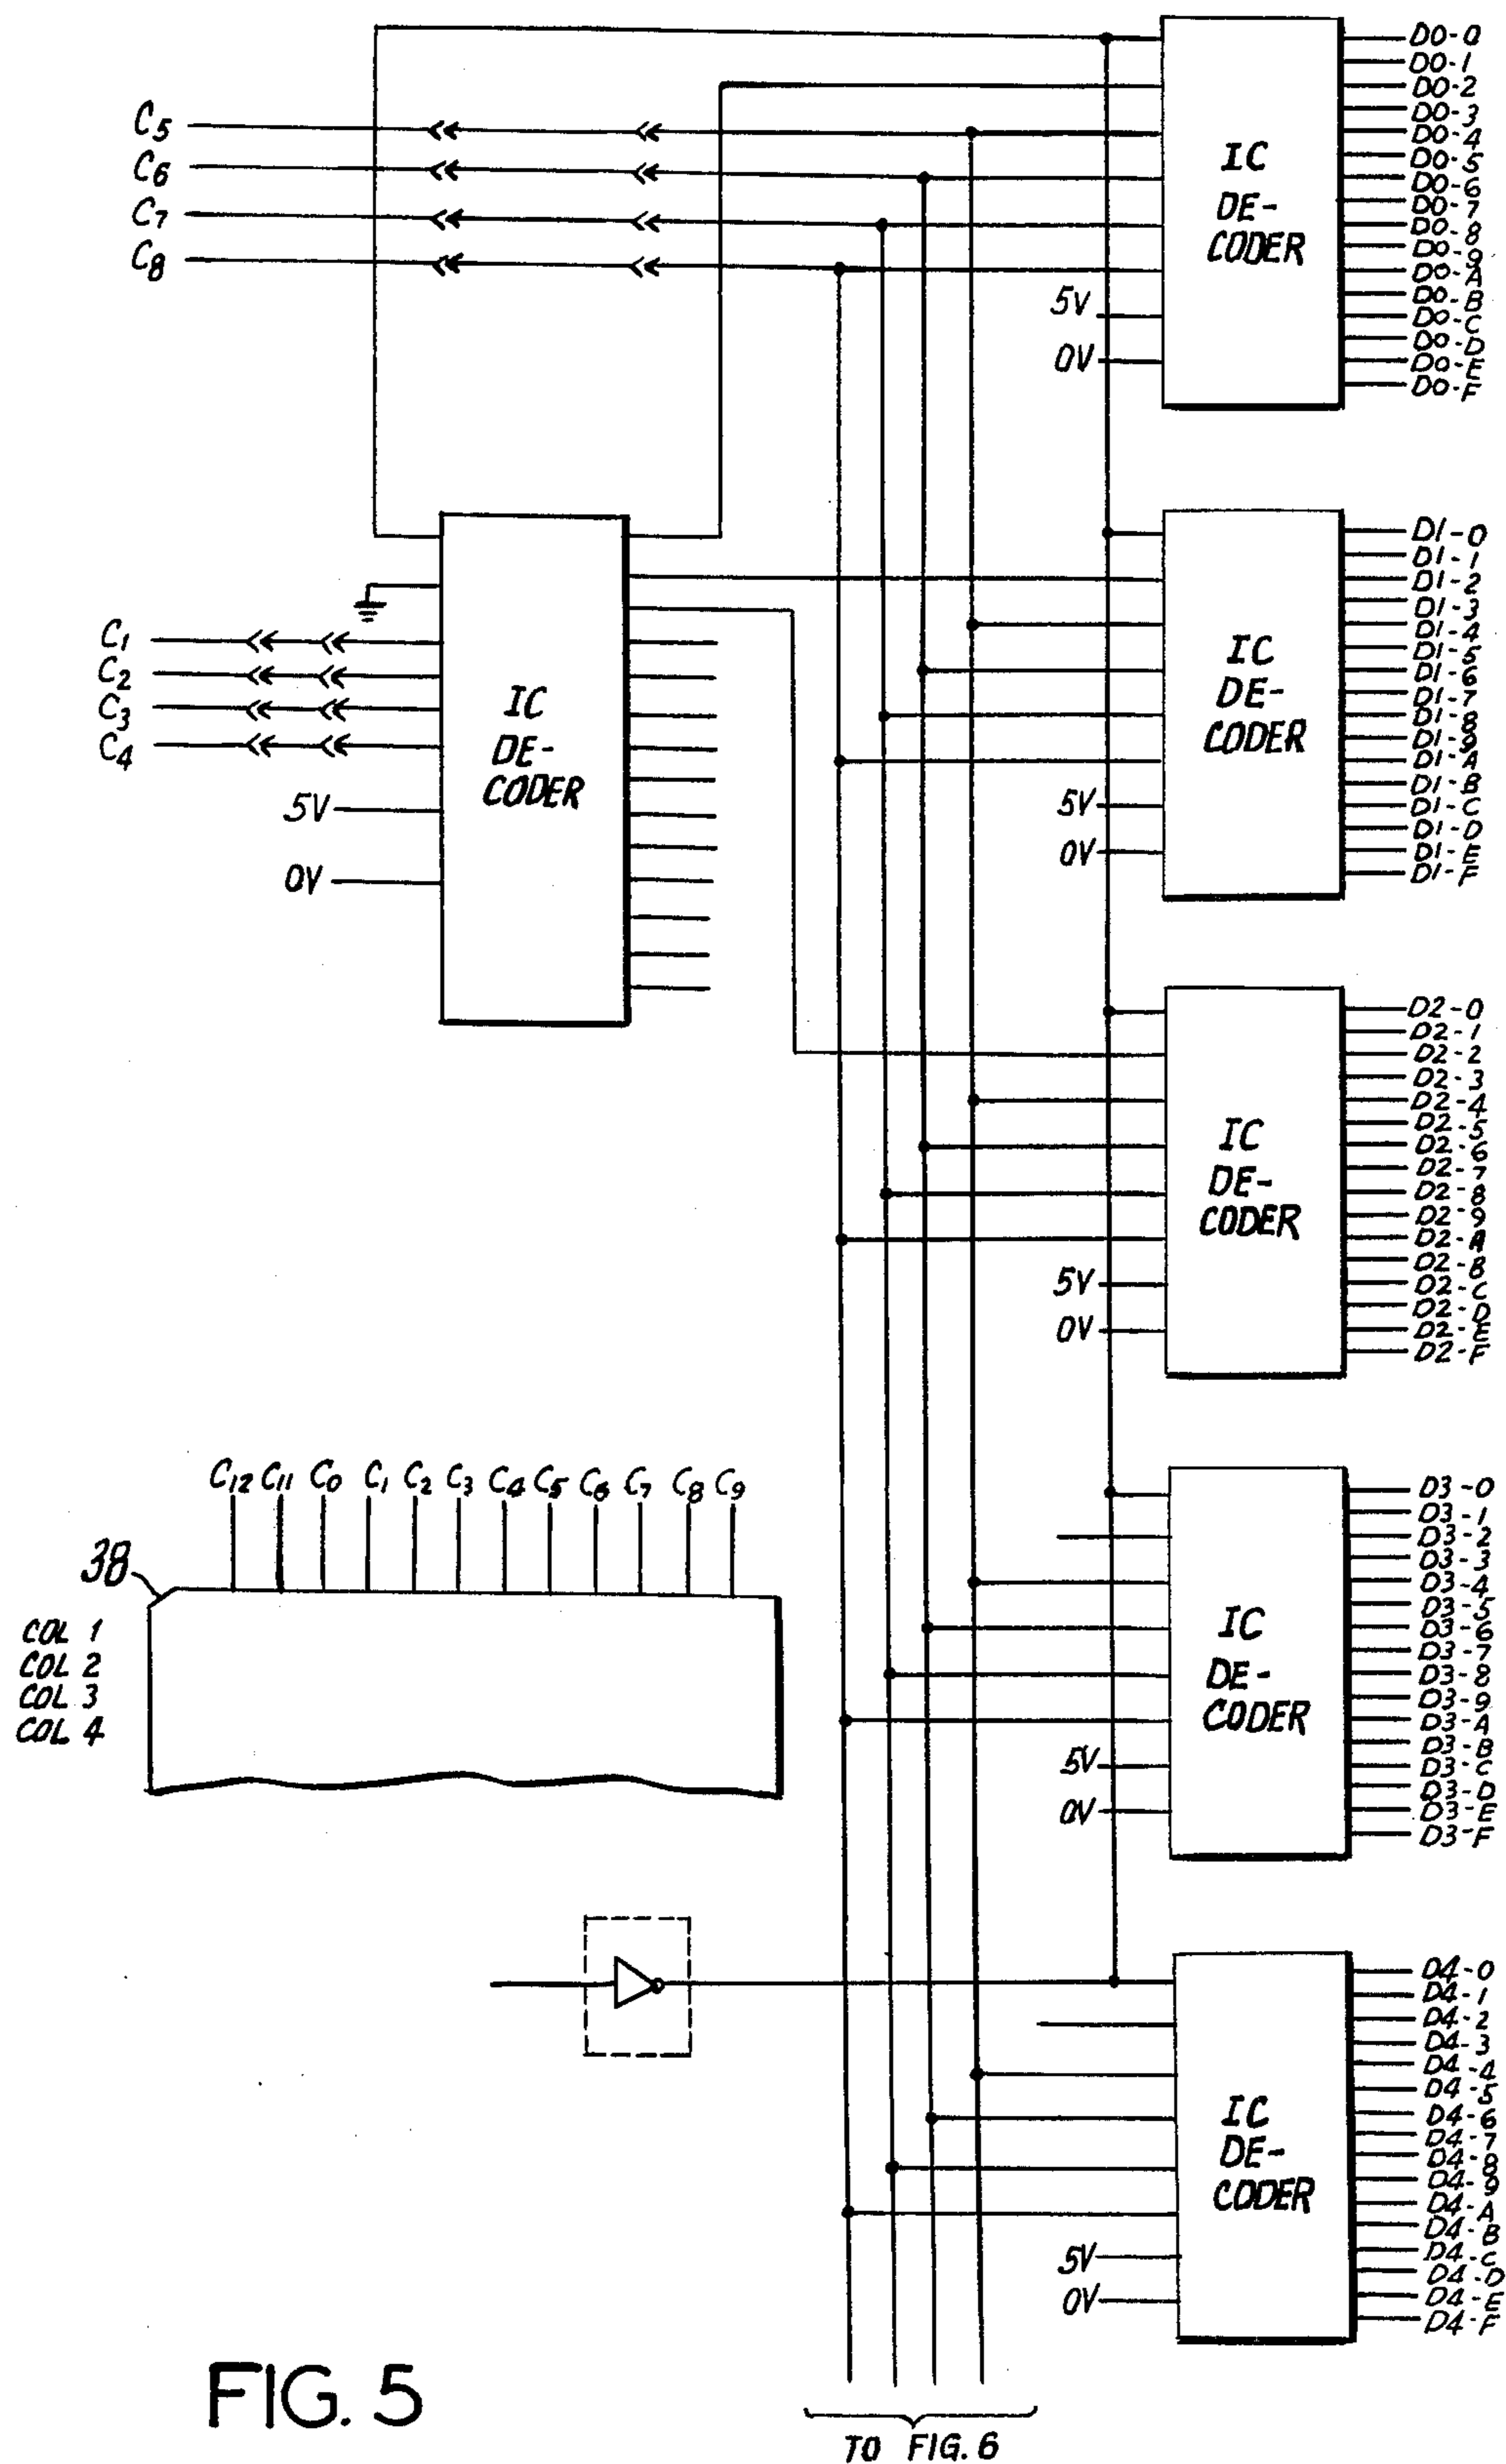 D0-0
D0-1
D0-2
D0-3
D0-4
D0-5
D0-6
D0-7
D0-8
D0-9
D0-A
D0-B
D0-C
D0-D
D0-E
D0-F
C5
C6
C7
C8
IC
DE-
CODER
5V
0V
D1-0
D1-1
D1-2
D1-3
D1-4
D1-5
D1-6
D1-7
D1-8
D1-9
D1-A
D1-B
D1-C
D1-D
D1-E
D1-F
C1
C2
C3
C4
5V
0V
IC
DE-
CODER
IC
DE-
CODER
5V
0V
D2-0
D2-1
D2-2
D2-3
D2-4
D2-5
D2-6
D2-7
D2-8
D2-9
D2-A
D2-B
D2-C
D2-D
D2-E
D2-F
IC
DE-
CODER
5V
0V
C12 C11 C0 C1 C2 C3 C4 C5 C6 C7 C8 C9
38
COL 1
COL 2
COL 3
COL 4
D3-0
D3-1
D3-2
D3-3
D3-4
D3-5
D3-6
D3-7
D3-8
D3-9
D3-A
D3-B
D3-C
D3-D
D3-E
D3-F
IC
DE-
CODER
5V
0V
D4-0
D4-1
D4-2
D4-3
D4-4
D4-5
D4-6
D4-7
D4-8
D4-9
D4-A
D4-B
D4-C
D4-D
D4-E
D4-F
IC
DE-
CODER
5V
0V
FIG. 5
TO FIG. 6